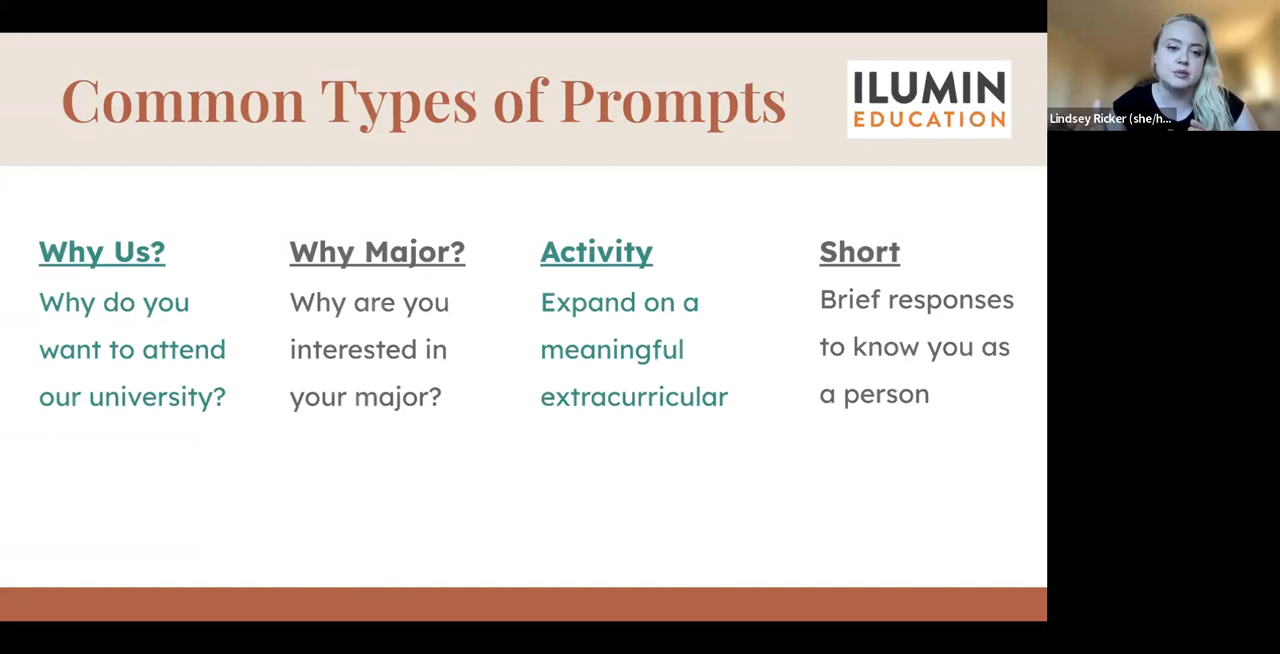 Common Types of Prompts
ILUMIN
EDUCATION
Lindsey Ricker (she/h...
Why Us?
Why do you
want to attend
our university?
Why Major?
Why are you
interested in
your major?
Activity
Expand on a
meaningful
extracurricular
Short
Brief responses
to know you as
a person